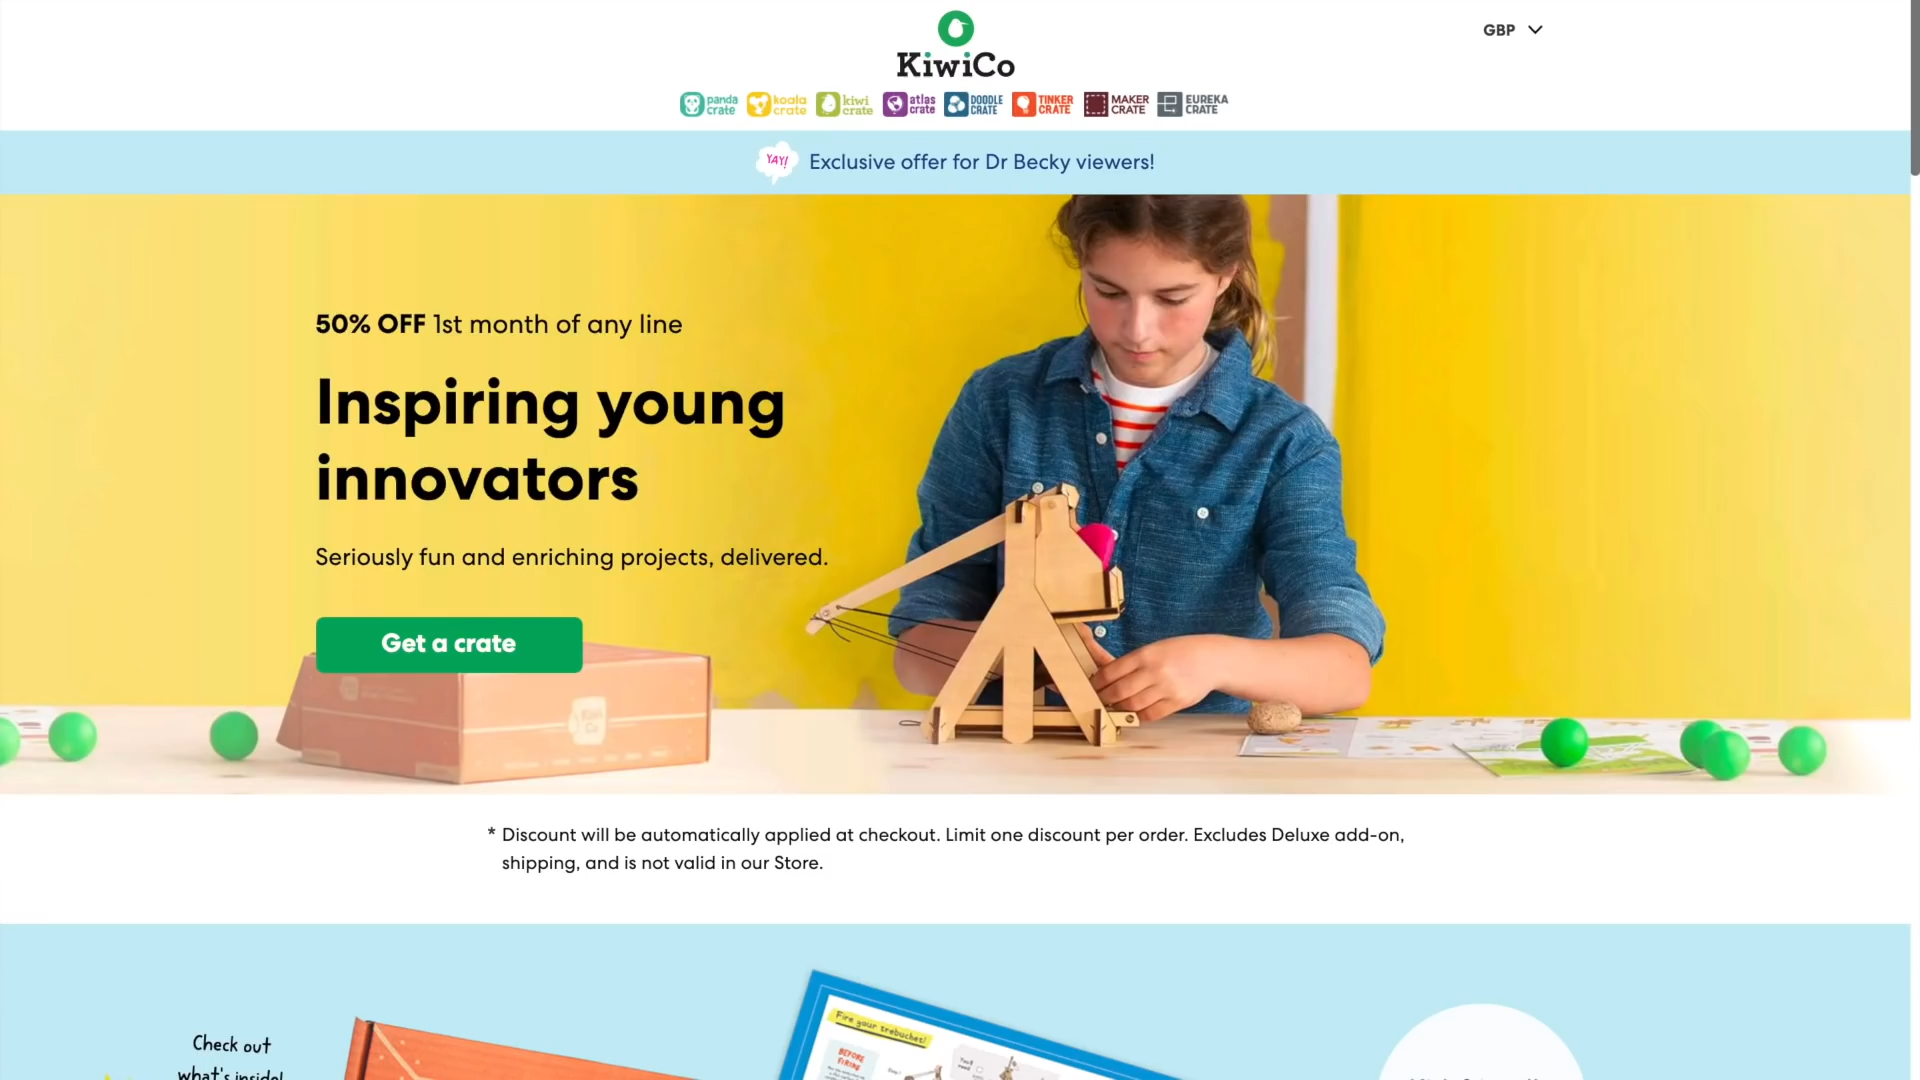 GBP
KiwiCo
panda crate
koala crate
kiwi crate
atlas crate
DOODLE CRATE
TINKER CRATE
MAKER CRATE
EUREKA CRATE
YAY!
Exclusive offer for Dr Becky viewers!
50% OFF 1st month of any line
Inspiring young
innovators
Seriously fun and enriching projects, delivered.
Get a crate
Kiwi
Co
* Discount will be automatically applied at checkout. Limit one discount per order. Excludes Deluxe add-on,
shipping, and is not valid in our Store.
Check out
what's inside!
Fire your trebuchet!
BEFORE
FIRING